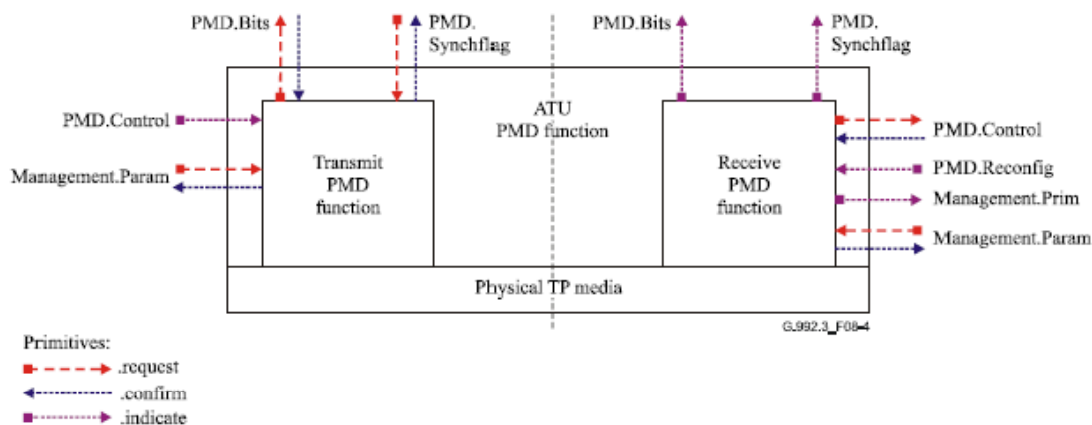 PMD.Bits
PMD.
Synchflag
PMD.Bits
PMD.
Synchflag
ATU
PMD function
PMD.Control
Management.Param
Transmit
PMD
function
Receive
PMD
function
PMD.Control
PMD.Reconfig
Management.Prim
Management.Param
Physical TP media
G.992.3_F08-4
Primitives:
.request
.confirm
.indicate